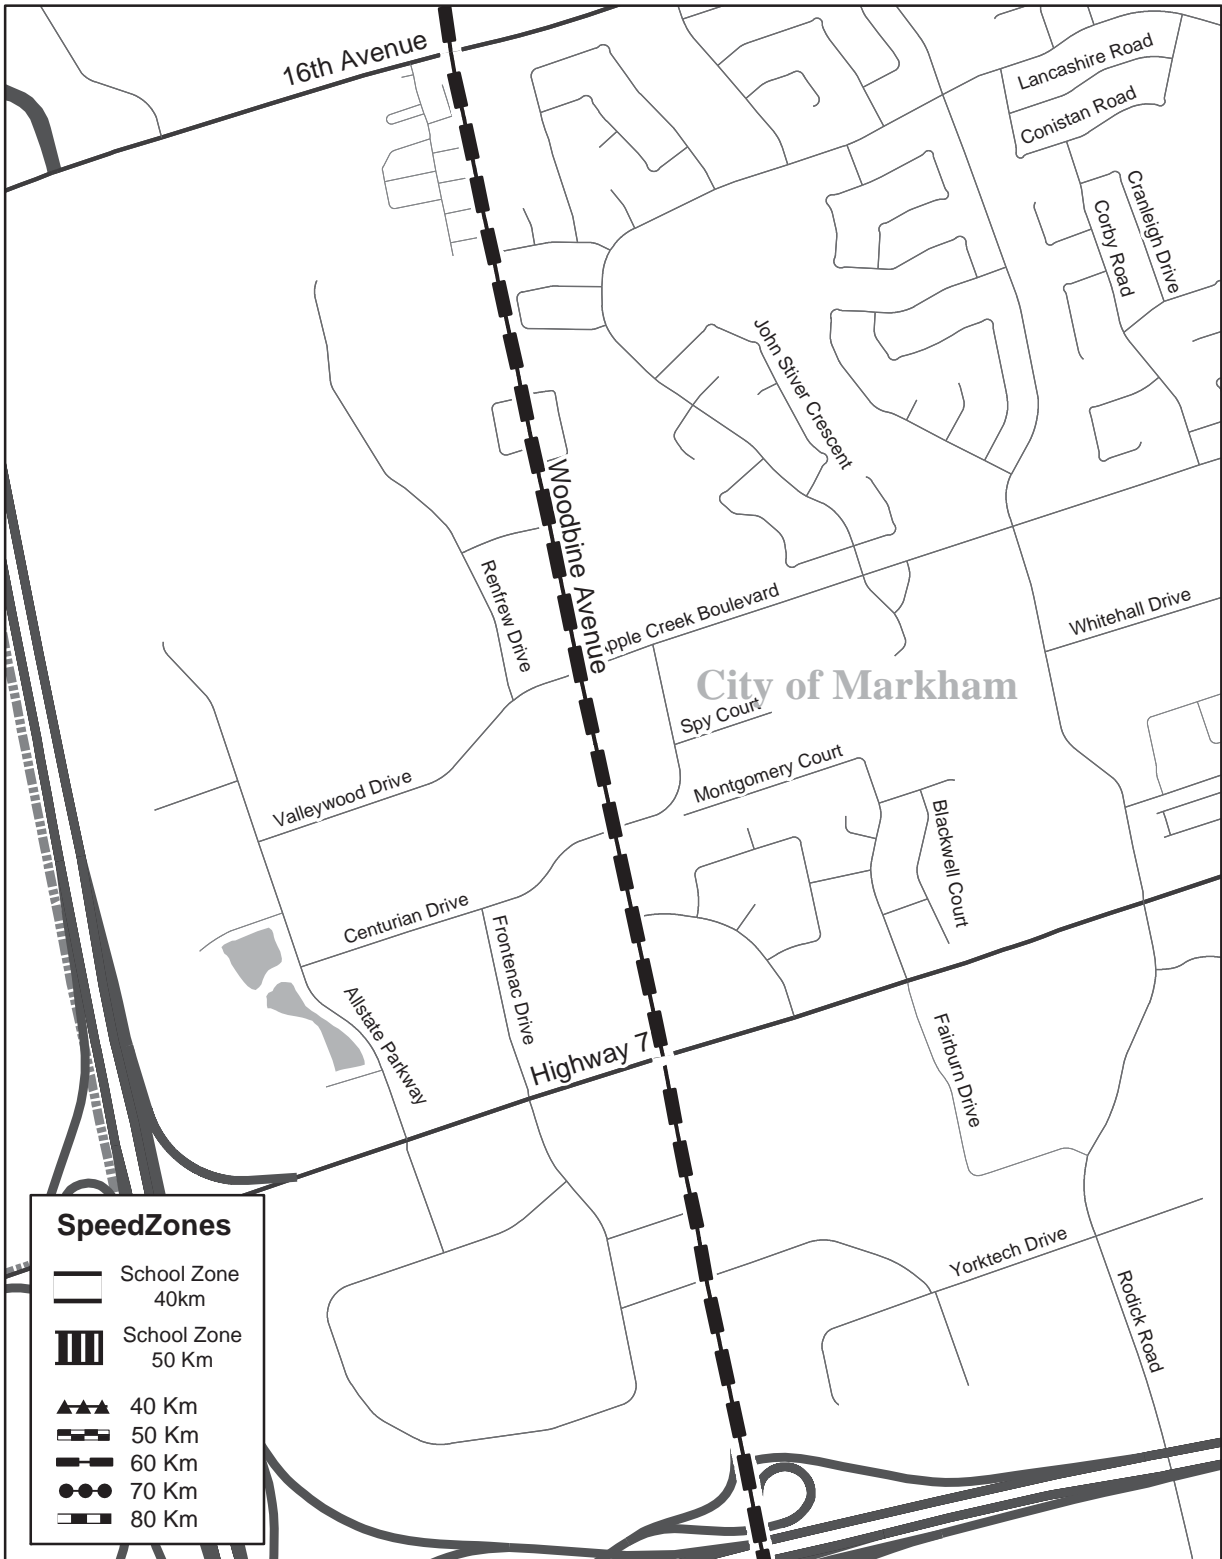 16th Avenue
Lancashire Road
Conistan Road
Cranleigh Drive
Corby Road
John Stiver Crescent
Woodbine Avenue
Renfrew Drive
pple Creek Boulevard
Whitehall Drive
City of Markham
Spy Court
Montgomery Court
Valleywood Drive
Blackwell Court
Centurian Drive
Frontenac Drive
Allstate Parkway
Highway 7
Fairburn Drive
Yorktech Drive
Rodick Road
SpeedZones
School Zone
40km
School Zone
50 Km
40 Km
50 Km
60 Km
70 Km
80 Km